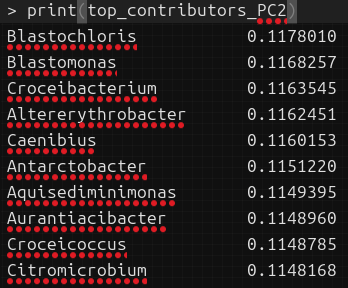 > print(top_contributors_PC2)
Blastochloris 0.1178010
Blastomonas 0.1168257
Croceibacterium 0.1163545
Altererythrobacter 0.1162451
Caenibius 0.1160153
Antarctobacter 0.1151220
Aquisediminimonas 0.1149395
Aurantiacibacter 0.1148960
Croceicoccus 0.1148785
Citromicrobium 0.1148168